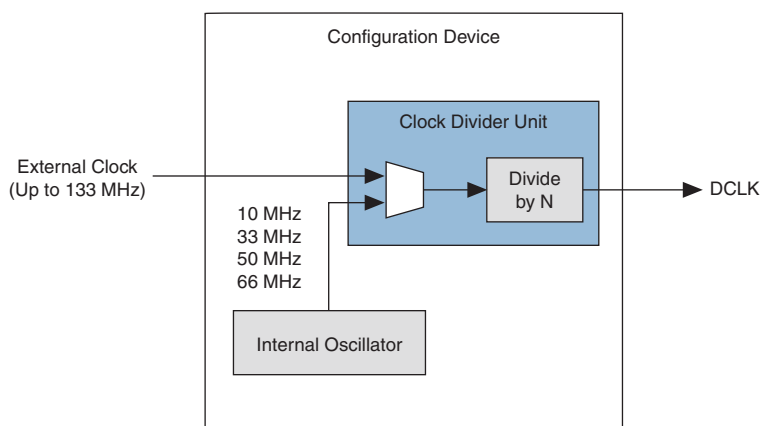 Configuration Device
Clock Divider Unit
External Clock
(Up to 133 MHz)
Divide
by N
DCLK
10 MHz
33 MHz
50 MHz
66 MHz
Internal Oscillator